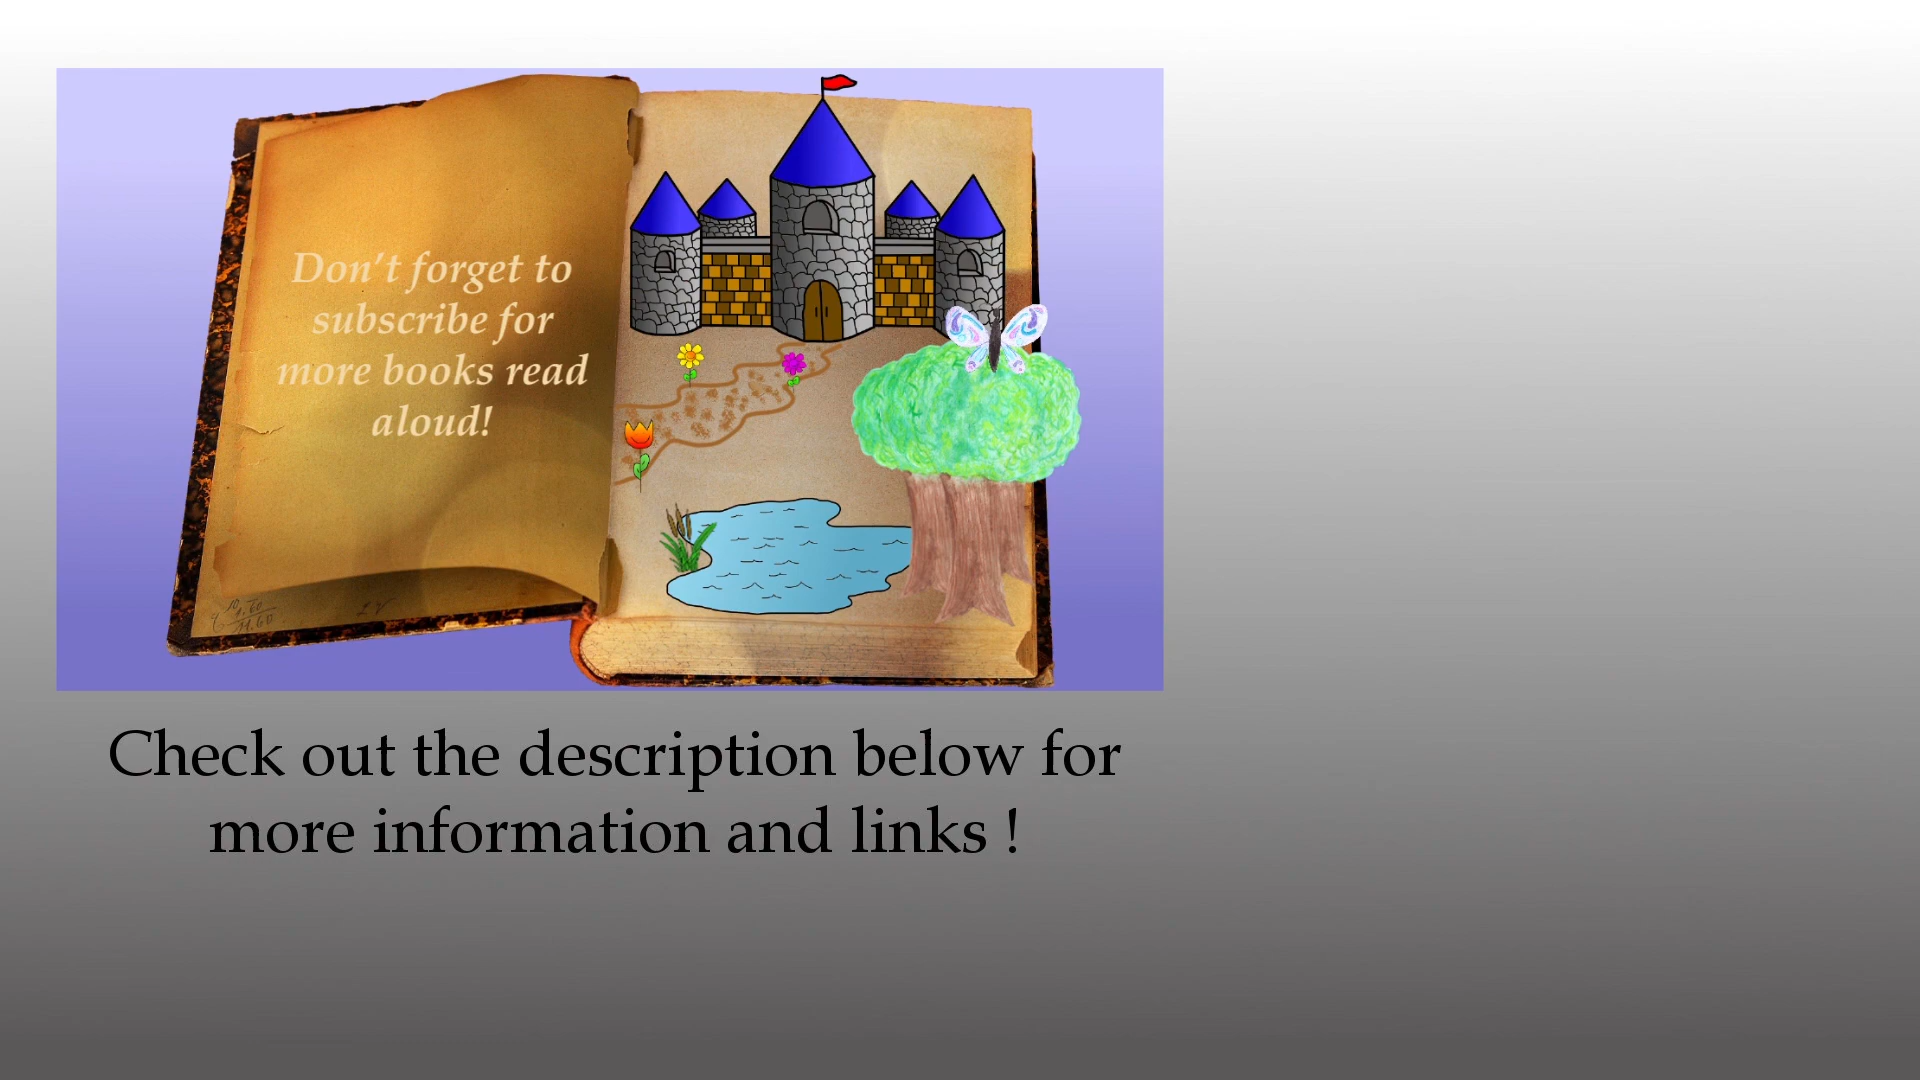 Don't forget to
subscribe for
more books read
aloud!
Check out the description below for
more information and links !